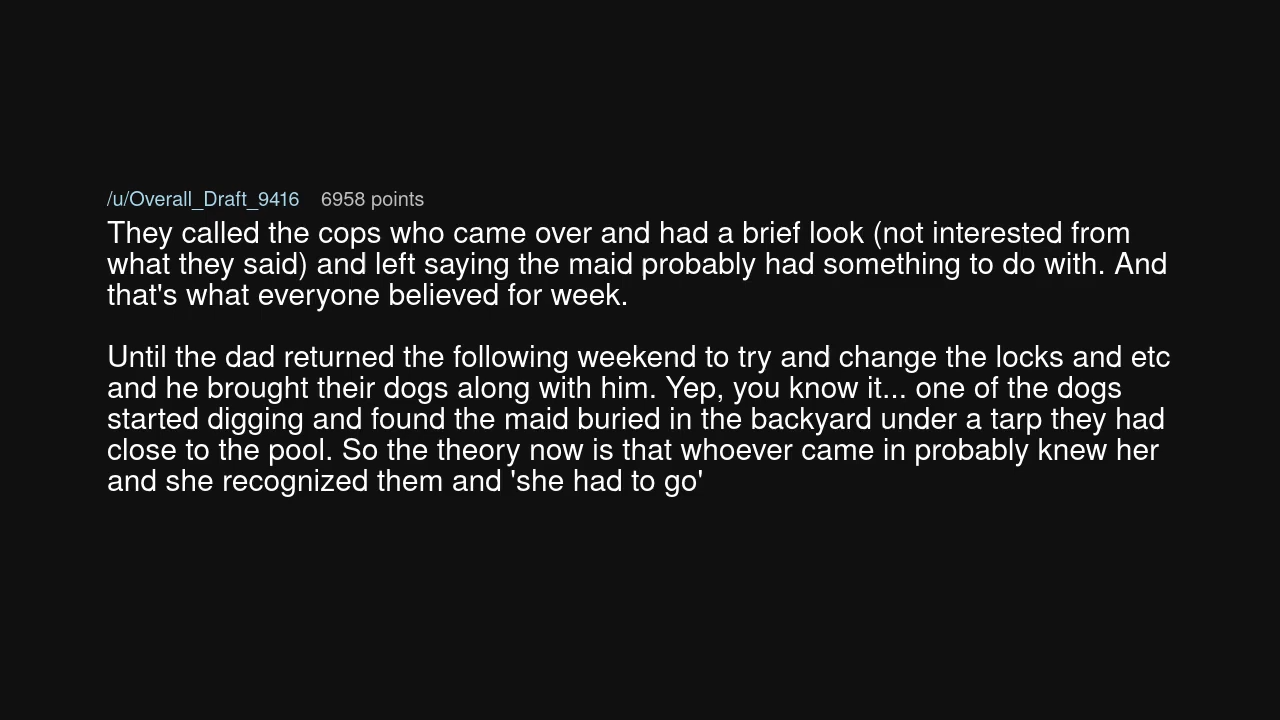 /u/Overall_Draft_9416 6958 points
They called the cops who came over and had a brief look (not interested from
what they said) and left saying the maid probably had something to do with. And
that's what everyone believed for week.
Until the dad returned the following weekend to try and change the locks and etc
and he brought their dogs along with him. Yep, you know it... one of the dogs
started digging and found the maid buried in the backyard under a tarp they had
close to the pool. So the theory now is that whoever came in probably knew her
and she recognized them and 'she had to go'